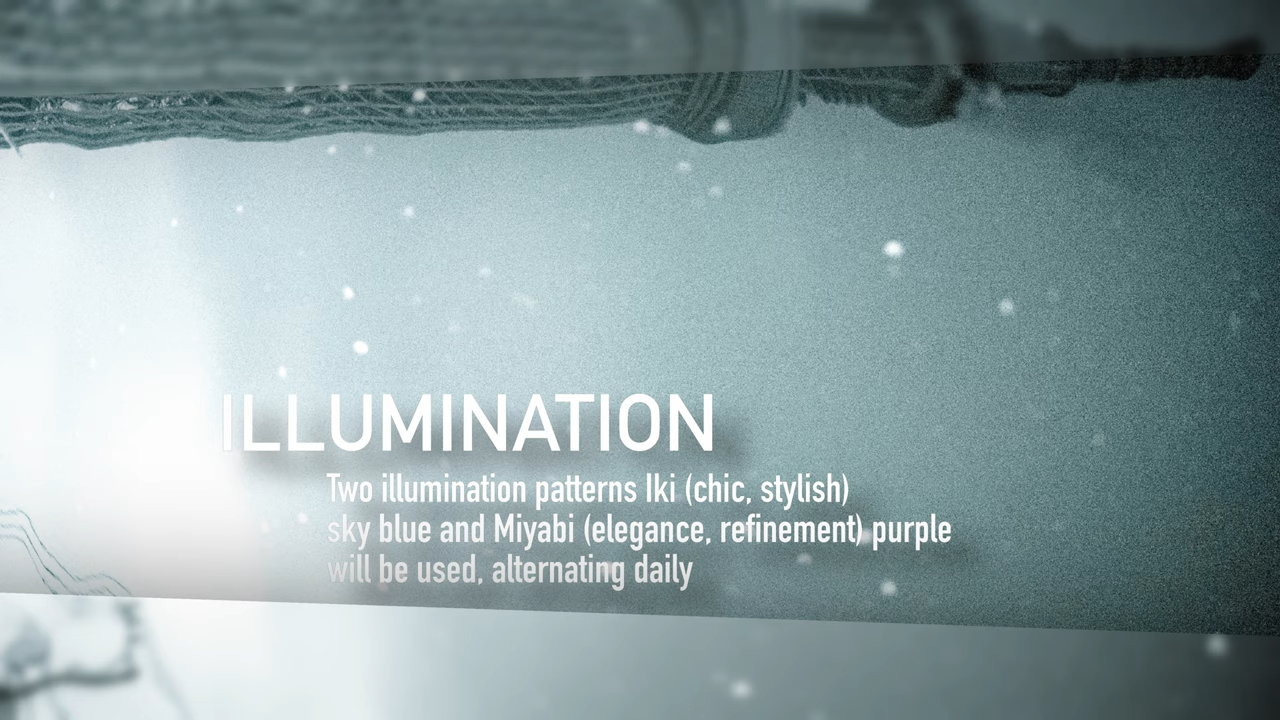 ILLUMINATION
Two illumination patterns Iki (chic, stylish)
sky blue and Miyabi (elegance, refinement) purple
will be used, alternating daily